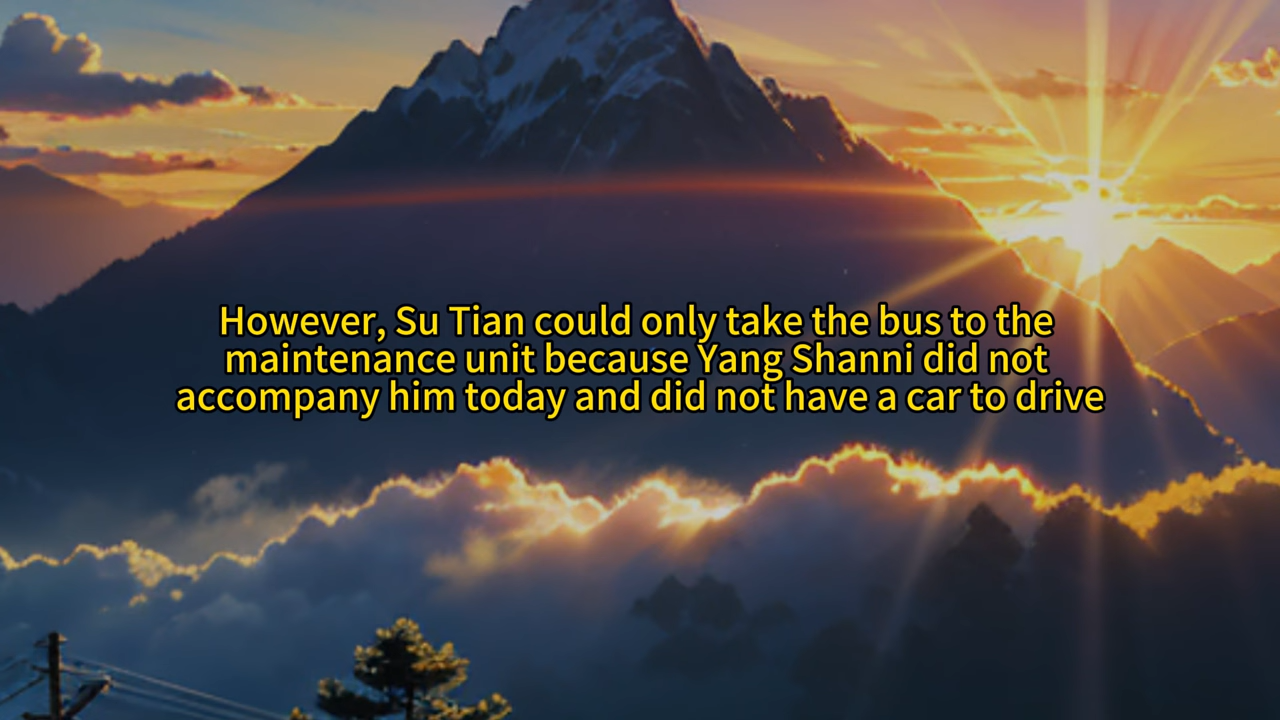 However, Su Tian could only take the bus to the
maintenance unit because Yang Shanni did not
accompany him today and did not have a car to drive